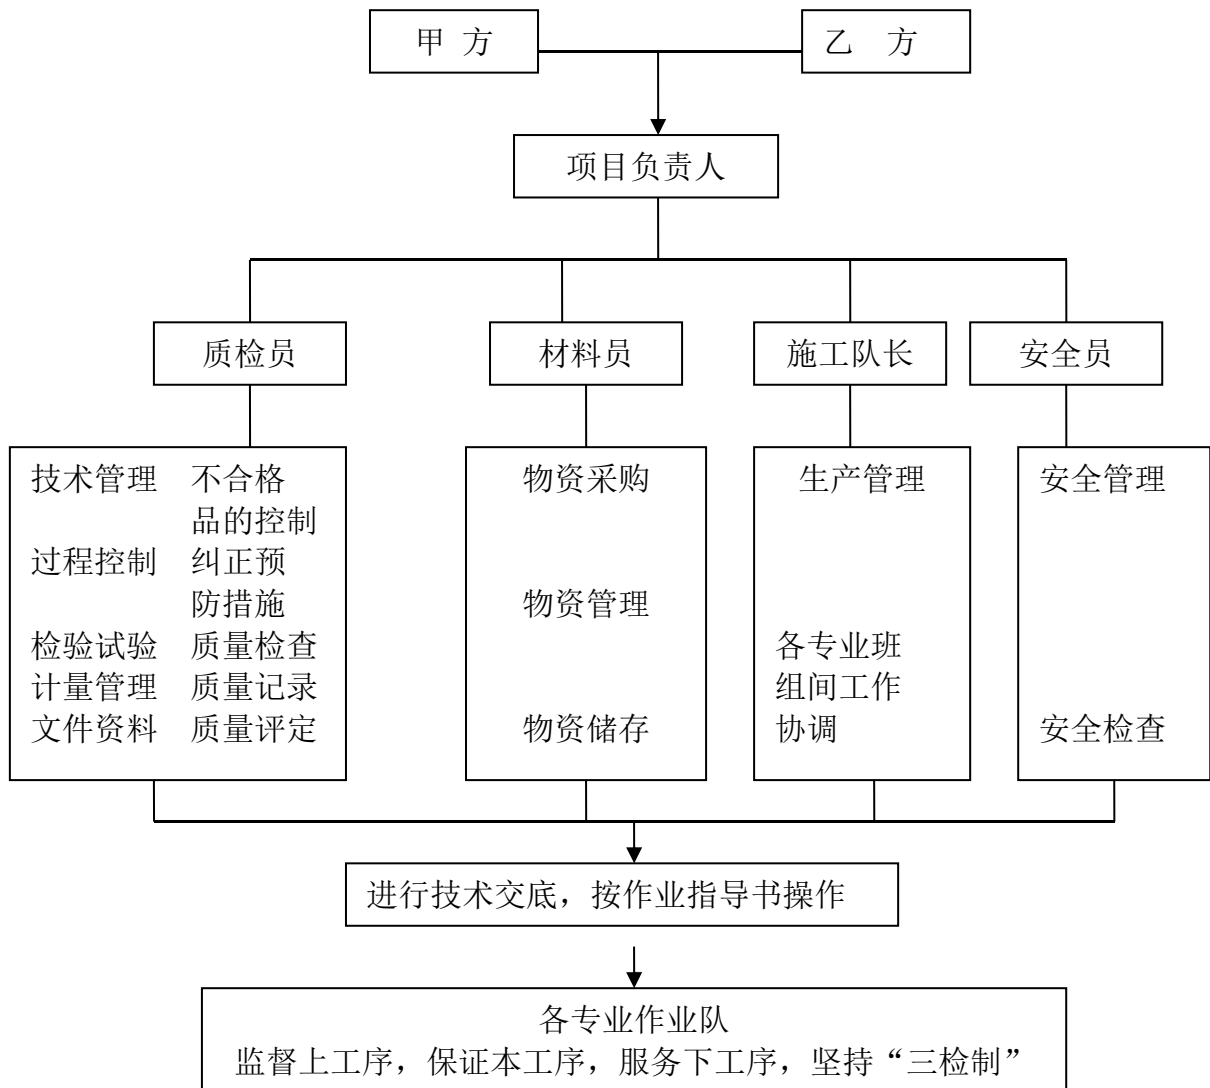 甲 方
乙 方
项目负责人
质检员
材料员
施工队长
安全员
技术管理 不合格
品的控制
过程控制 纠正预
防措施
检验试验 质量检查
计量管理 质量记录
文件资料 质量评定
物资采购
物资管理
物资储存
生产管理
各专业班
组间工作
协调
安全管理
安全检查
进行技术交底，按作业指导书操作
各专业作业队
监督上工序，保证本工序，服务下工序，坚持“三检制”